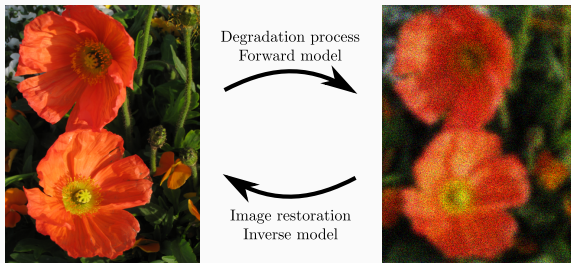 Degradation process
Forward model
Image restoration
Inverse model